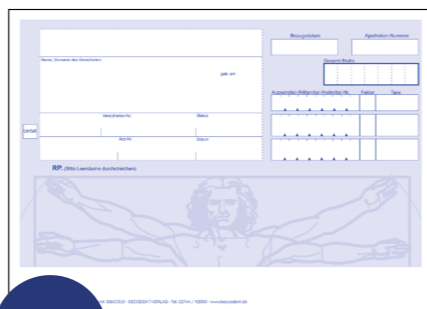 Bezugsdatum
Apotheken-Nummer
Name, Vorname des Versicherten
Gesamt-Brutto
geb. am
Arzneimittel-/Hilfsmittel-/Heilmittel-Nr.
Faktor
Taxe
Versicherten-Nr.
Status
Unfall
Arzt-Nr.
Datum
RP. (Bitte Leerräume durchstreichen)